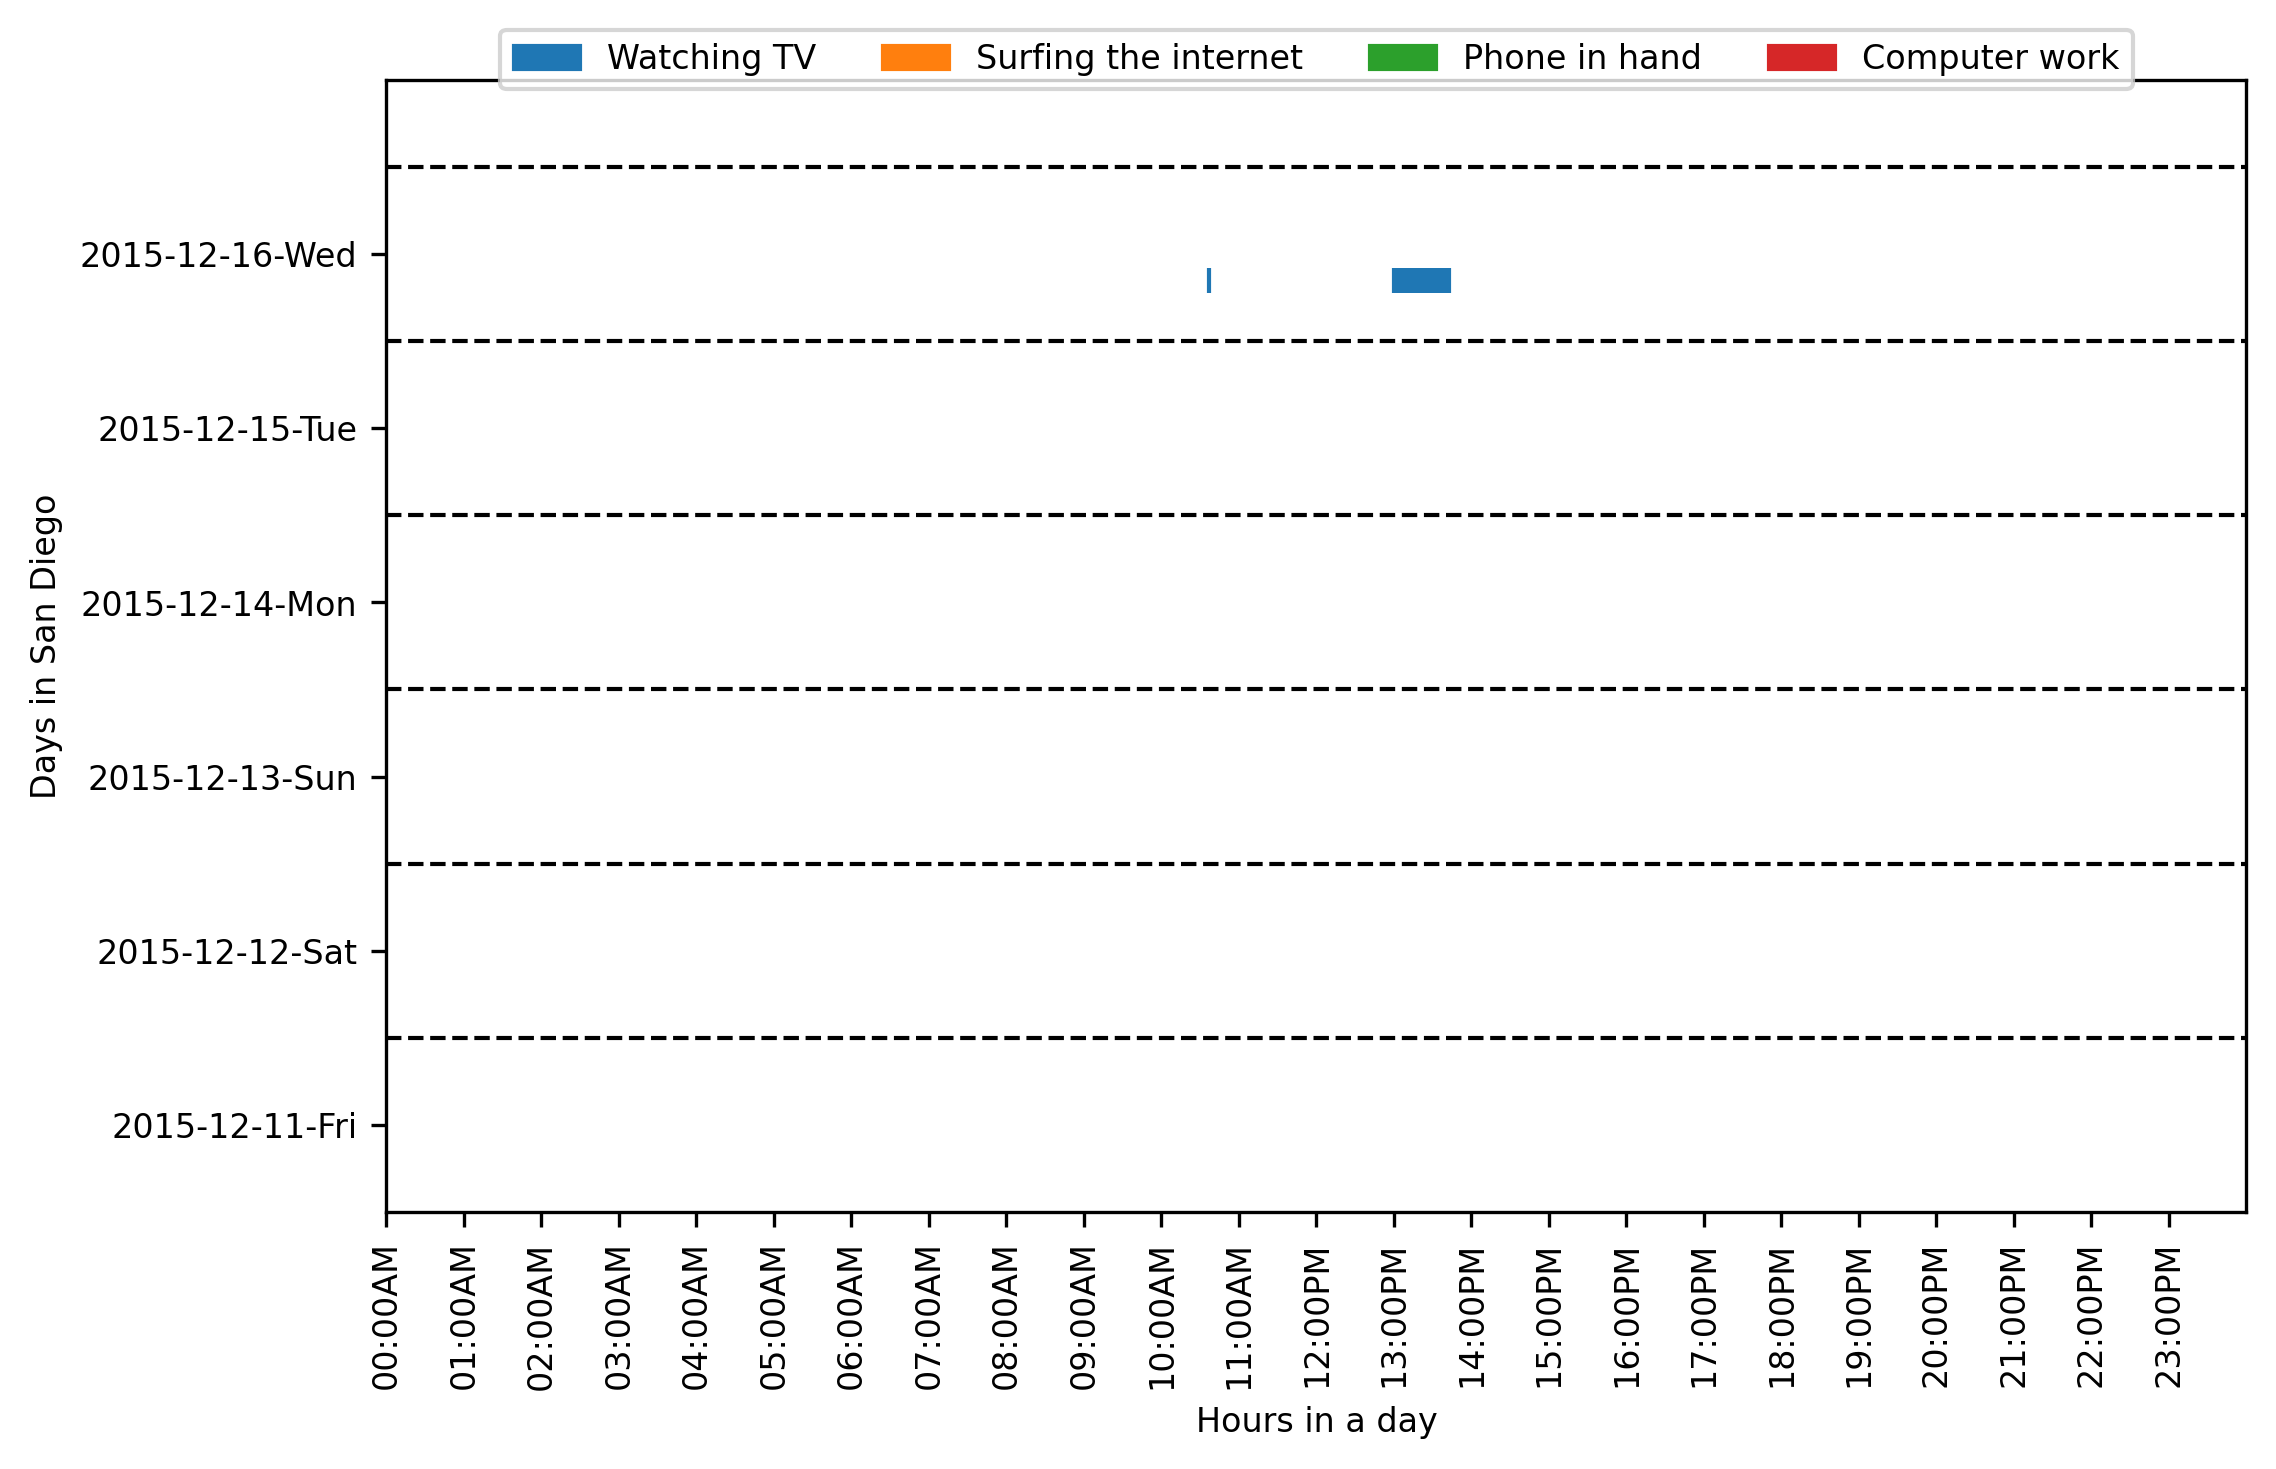 Watching TV
Surfing the internet
Phone in hand
Computer work
2015-12-16-Wed
2015-12-15-Tue
2015-12-14-Mon
2015-12-13-Sun
2015-12-12-Sat
2015-12-11-Fri
Days in San Diego
00:00AM
01:00AM
02:00AM
03:00AM
04:00AM
05:00AM
06:00AM
07:00AM
08:00AM
09:00AM
10:00AM
11:00AM
12:00PM
13:00PM
14:00PM
15:00PM
16:00PM
17:00PM
18:00PM
19:00PM
20:00PM
21:00PM
22:00PM
23:00PM
Hours in a day